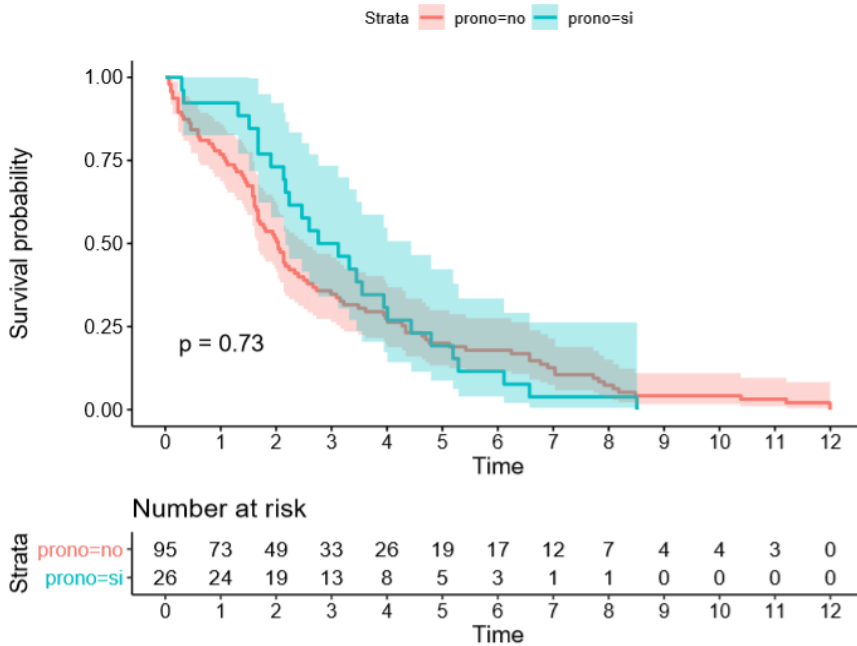 Strata prono=no prono=si
Survival probability
1.00
0.75
0.50
0.25
0.00
p = 0.73
0 1 2 3 4 5 6 7 8 9 10 11 12
Time
Number at risk
Strata
prono=no 95 73 49 33 26 19 17 12 7 4 4 3 0
prono=si 26 24 19 13 8 5 3 1 1 0 0 0 0
0 1 2 3 4 5 6 7 8 9 10 11 12
Time